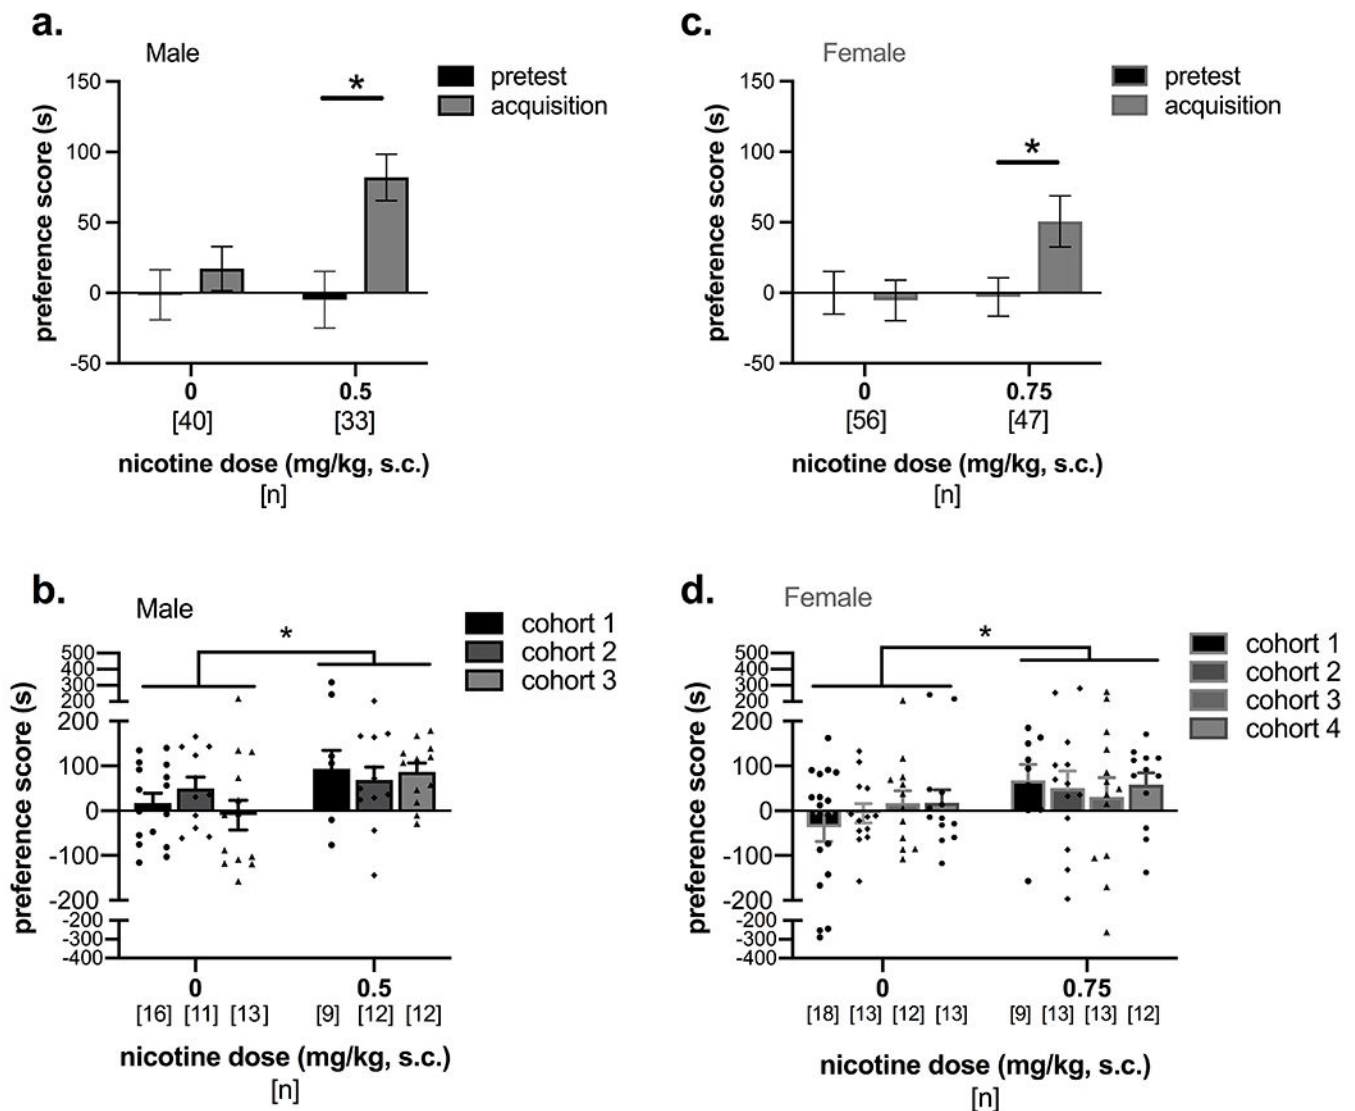 a.
Male
pretest
acquisition
*
preference score (s)
150
100
50
0
-50
0 0.5
[40] [33]
nicotine dose (mg/kg, s.c.)
[n]
c.
Female
pretest
acquisition
*
preference score (s)
150
100
50
0
-50
0 0.75
[56] [47]
nicotine dose (mg/kg, s.c.)
[n]
b.
Male
cohort 1
cohort 2
cohort 3
*
preference score (s)
500
400
300
200
200
100
0
-100
-200
-200
-300
-400
0 0.5
[16] [11] [13] [9] [12] [12]
nicotine dose (mg/kg, s.c.)
[n]
d.
Female
cohort 1
cohort 2
cohort 3
cohort 4
*
preference score (s)
500
400
300
200
200
100
0
-100
-200
-200
-300
-400
0 0.75
[18] [13] [12] [13] [9] [13] [13] [12]
nicotine dose (mg/kg, s.c.)
[n]